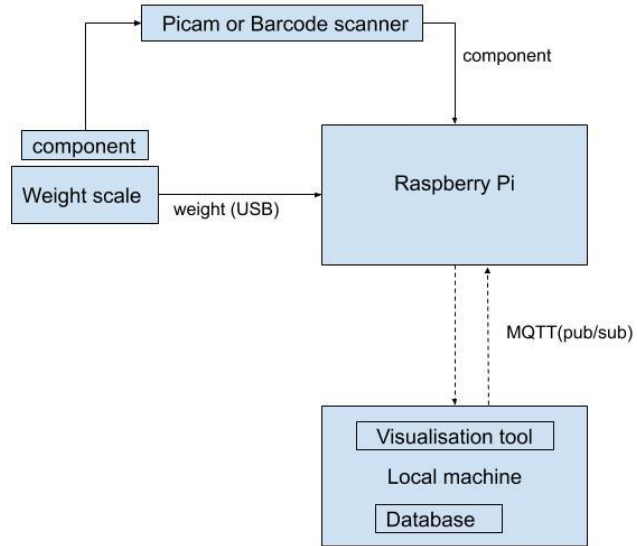 Picam or Barcode scanner
component
component
Weight scale
weight (USB)
Raspberry Pi
MQTT(pub/sub)
Visualisation tool
Local machine
Database